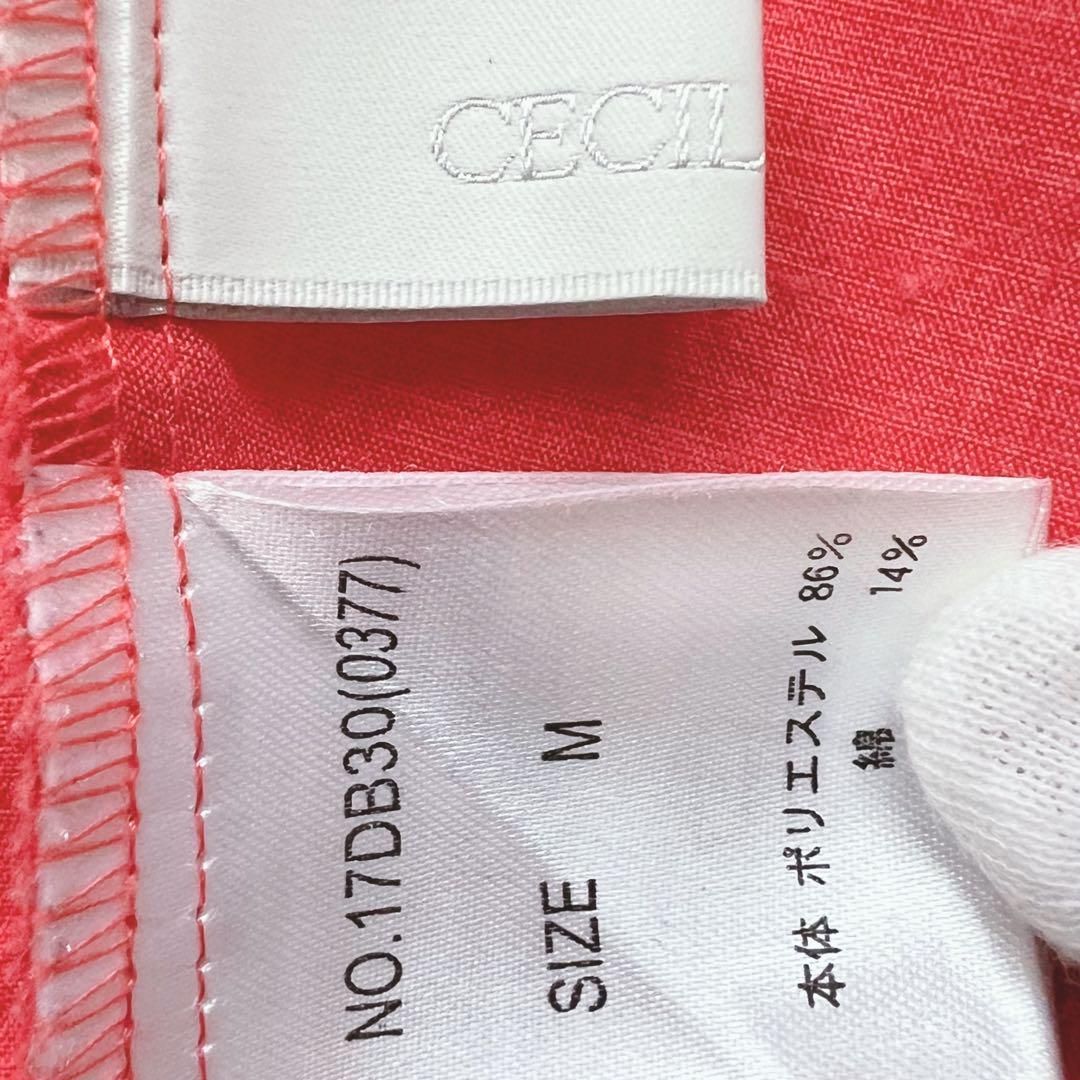 CECIL
NO.17DB30(0377)
SIZE M
本体 ポリエステル 86%
綿 14%